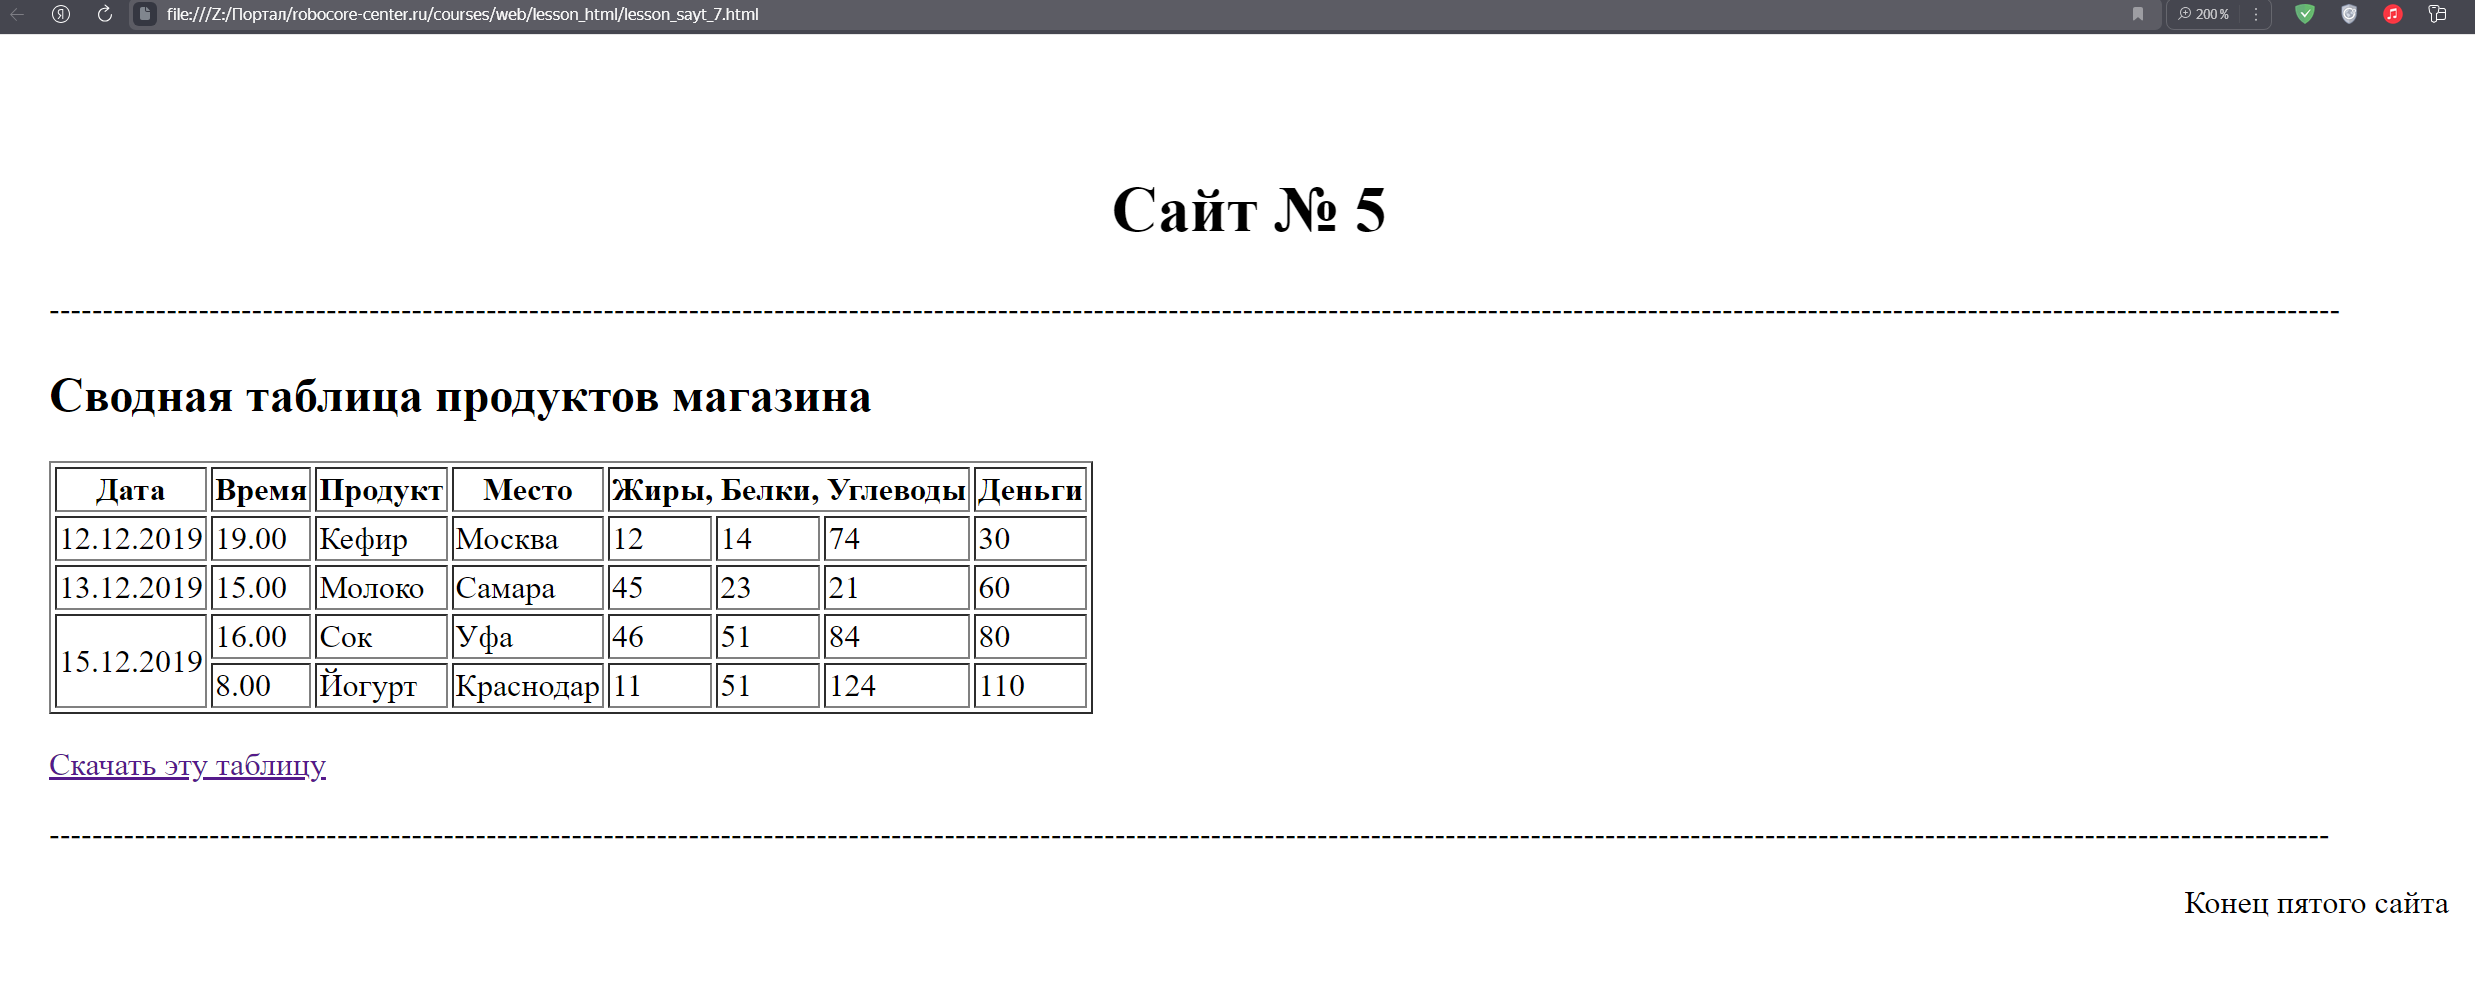 file:///Z:/Портал/robocore-center.ru/courses/web/lesson_html/lesson_sayt_7.html 200 %
Сайт № 5
----------------------------------------------------------------------------------------------------------------------------------------------------------------------------------------------------------------------
Сводная таблица продуктов магазина
Дата Время Продукт Место Жиры, Белки, Углеводы Деньги
12.12.2019 19.00 Кефир Москва 12 14 74 30
13.12.2019 15.00 Молоко Самара 45 23 21 60
15.12.2019 16.00 Сок Уфа 46 51 84 80
8.00 Йогурт Краснодар 11 51 124 110
Скачать эту таблицу
---------------------------------------------------------------------------------------------------------------------------------------------------------------------------------------------------------------------
Конец пятого сайта